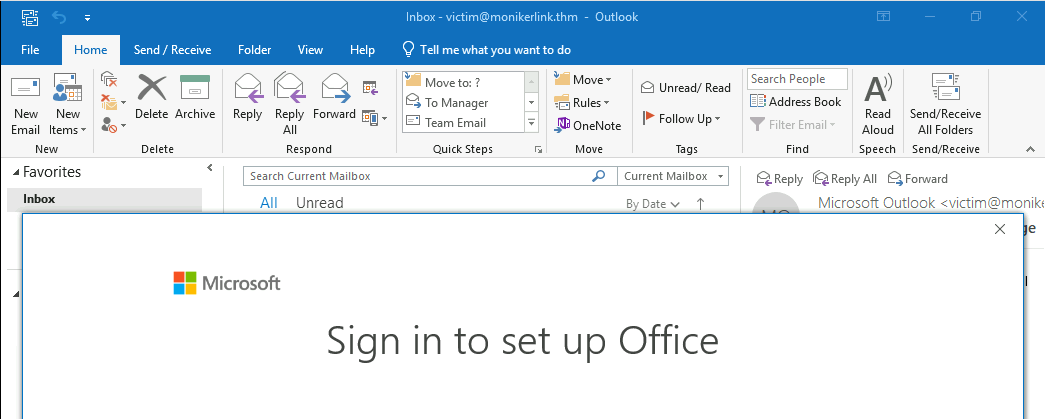 Inbox - victim@monikerlink.thm - Outlook
File Home Send / Receive Folder View Help Tell me what you want to do
New Email
New Items
Delete
Archive
Reply
Reply All
Forward
Move to: ?
To Manager
Team Email
Move
Rules
OneNote
Unread/ Read
Follow Up
Search People
Address Book
Filter Email
Read Aloud
Send/Receive All Folders
New Delete Respond Quick Steps Move Tags Find Speech Send/Receive
Favorites
Inbox
Search Current Mailbox Current Mailbox
All Unread By Date
Reply Reply All Forward
Microsoft Outlook <victim@monike
ge
Microsoft
Sign in to set up Office